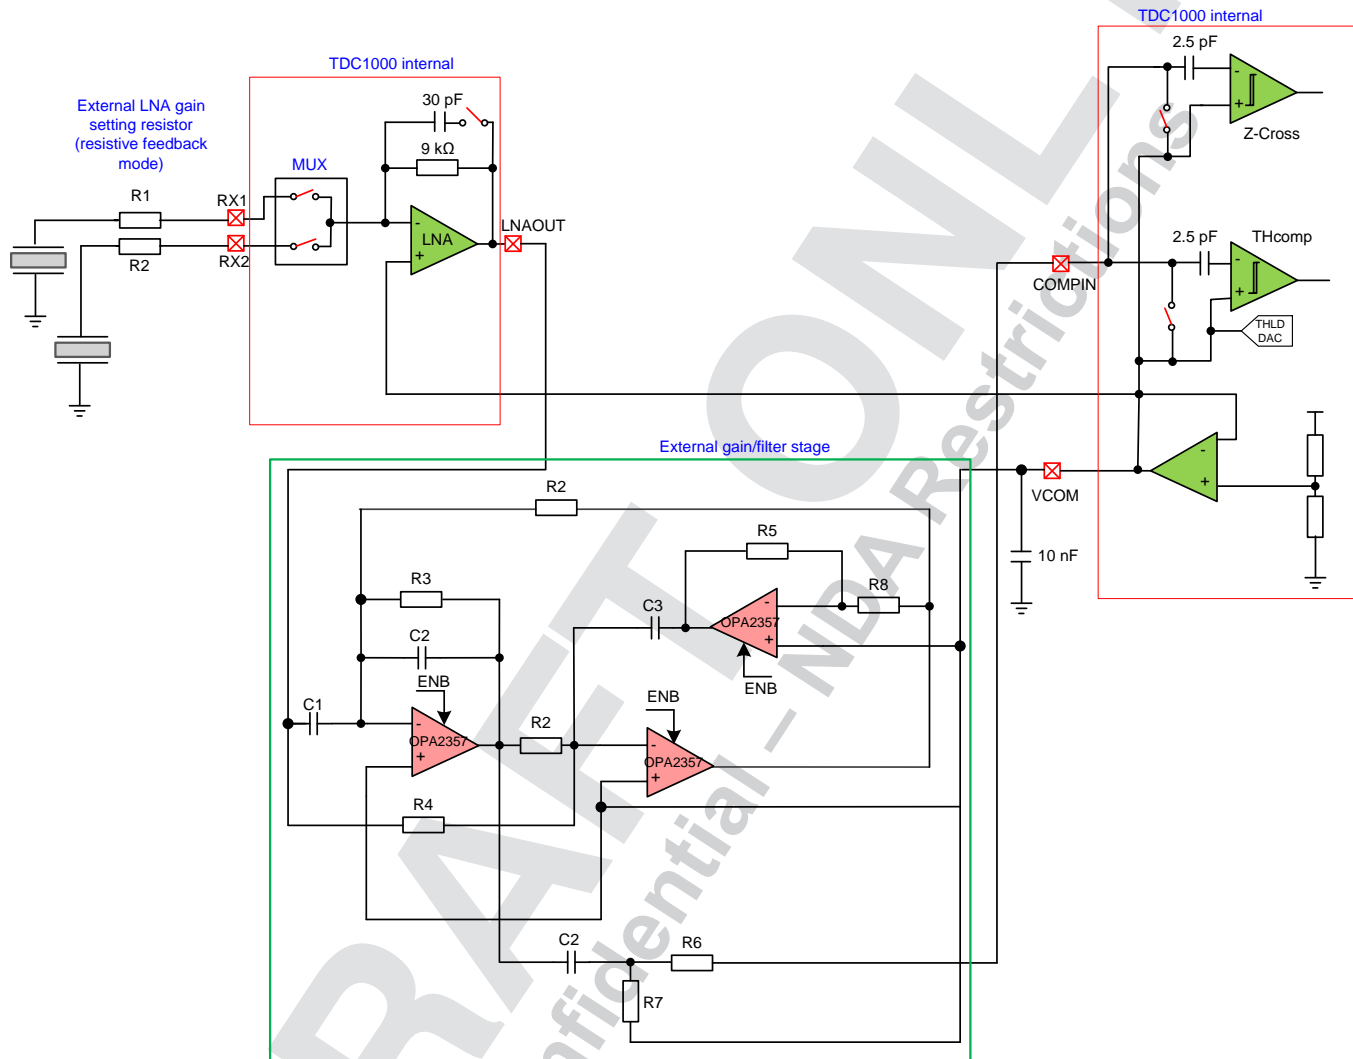 TDC1000 internal
TDC1000 internal
2.5 pF
External LNA gain
setting resistor
(resistive feedback
mode)
30 pF
9 kΩ
MUX
-
+
Z-Cross
R1
RX1
R2
RX2
-
+
LNA
LNAOUT
2.5 pF
THcomp
-
+
COMPIN
THLD
DAC
External gain/filter stage
-
+
VCOM
10 nF
R2
R5
R3
R8
C3
-
+
OPA2357
ENB
C2
ENB
C1
-
+
OPA2357
R2
ENB
-
+
OPA2357
R4
C2
R6
R7
RAFT ONL
nfidential – NDA Restrictions